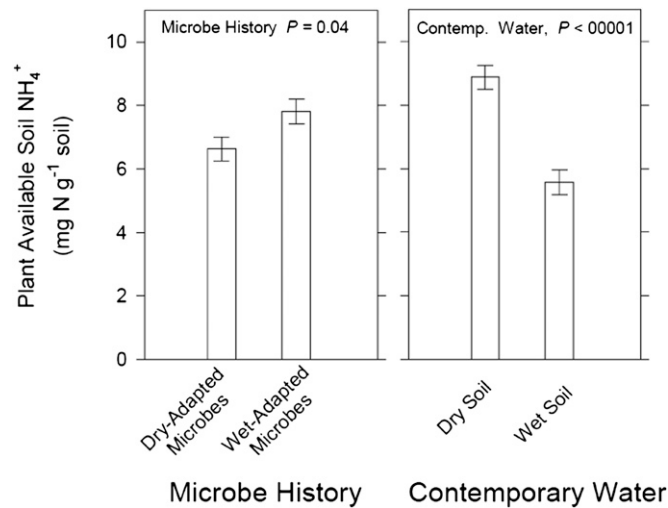 Plant Available Soil NH₄⁺
(mg N g⁻¹ soil)
10
8
6
4
2
0
Microbe History P = 0.04
Contemp. Water, P < 00001
Dry-Adapted
Microbes
Wet-Adapted
Microbes
Dry Soil
Wet Soil
Microbe History
Contemporary Water